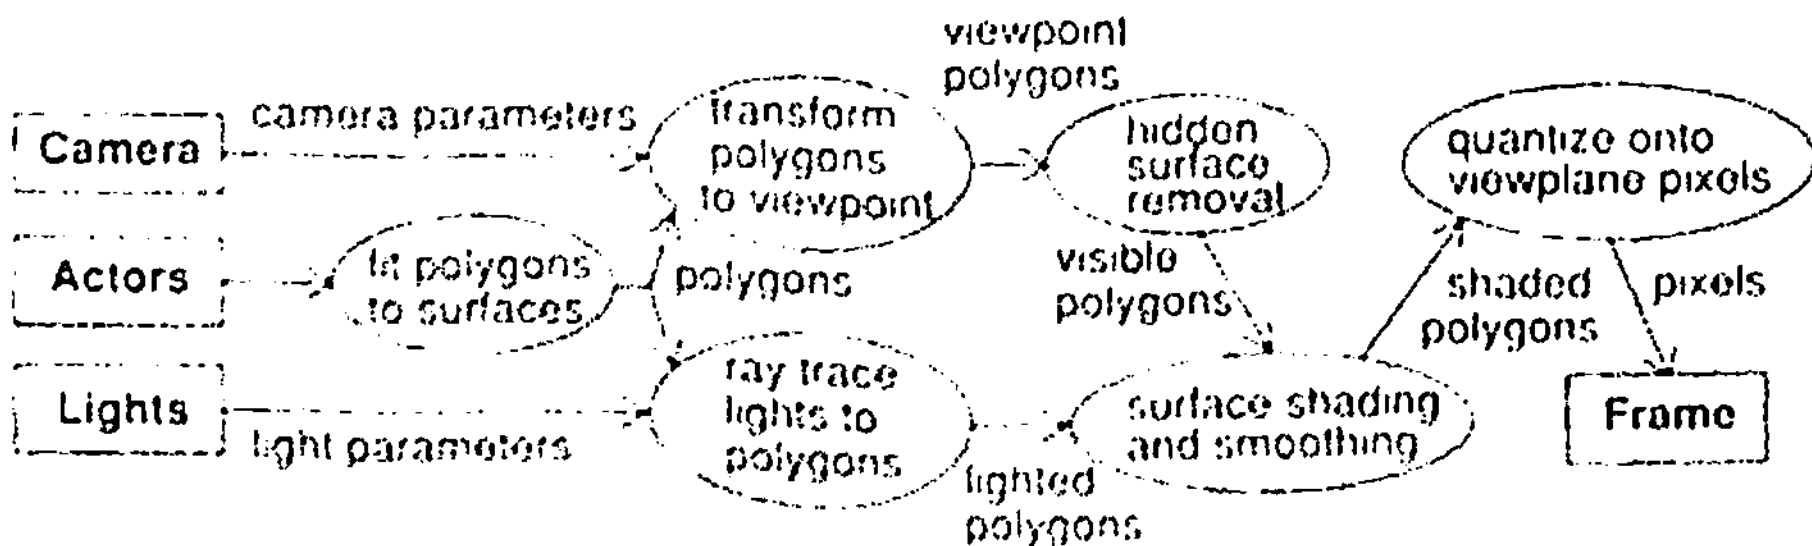 Camera
camera parameters
transform
polygons
to viewpoint
viewpoint
polygons
hidden
surface
removal
quantize onto
viewplane pixels
Actors
fit polygons
to surfaces
polygons
visible
polygons
shaded
polygons
pixels
Lights
light parameters
ray trace
lights to
polygons
lighted
polygons
surface shading
and smoothing
Frame